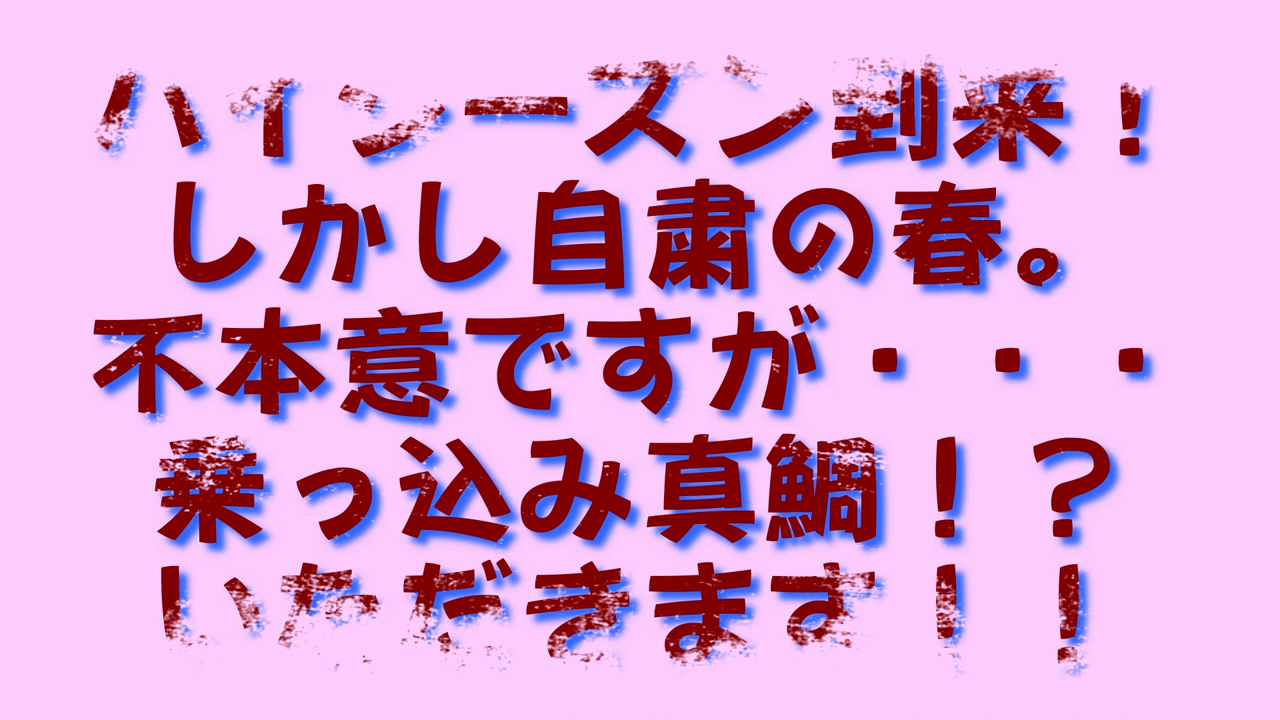 ハイシーズン到来！
しかし自粛の春。
不本意ですが・・・
乗っ込み真鯛！？
いただきます！！